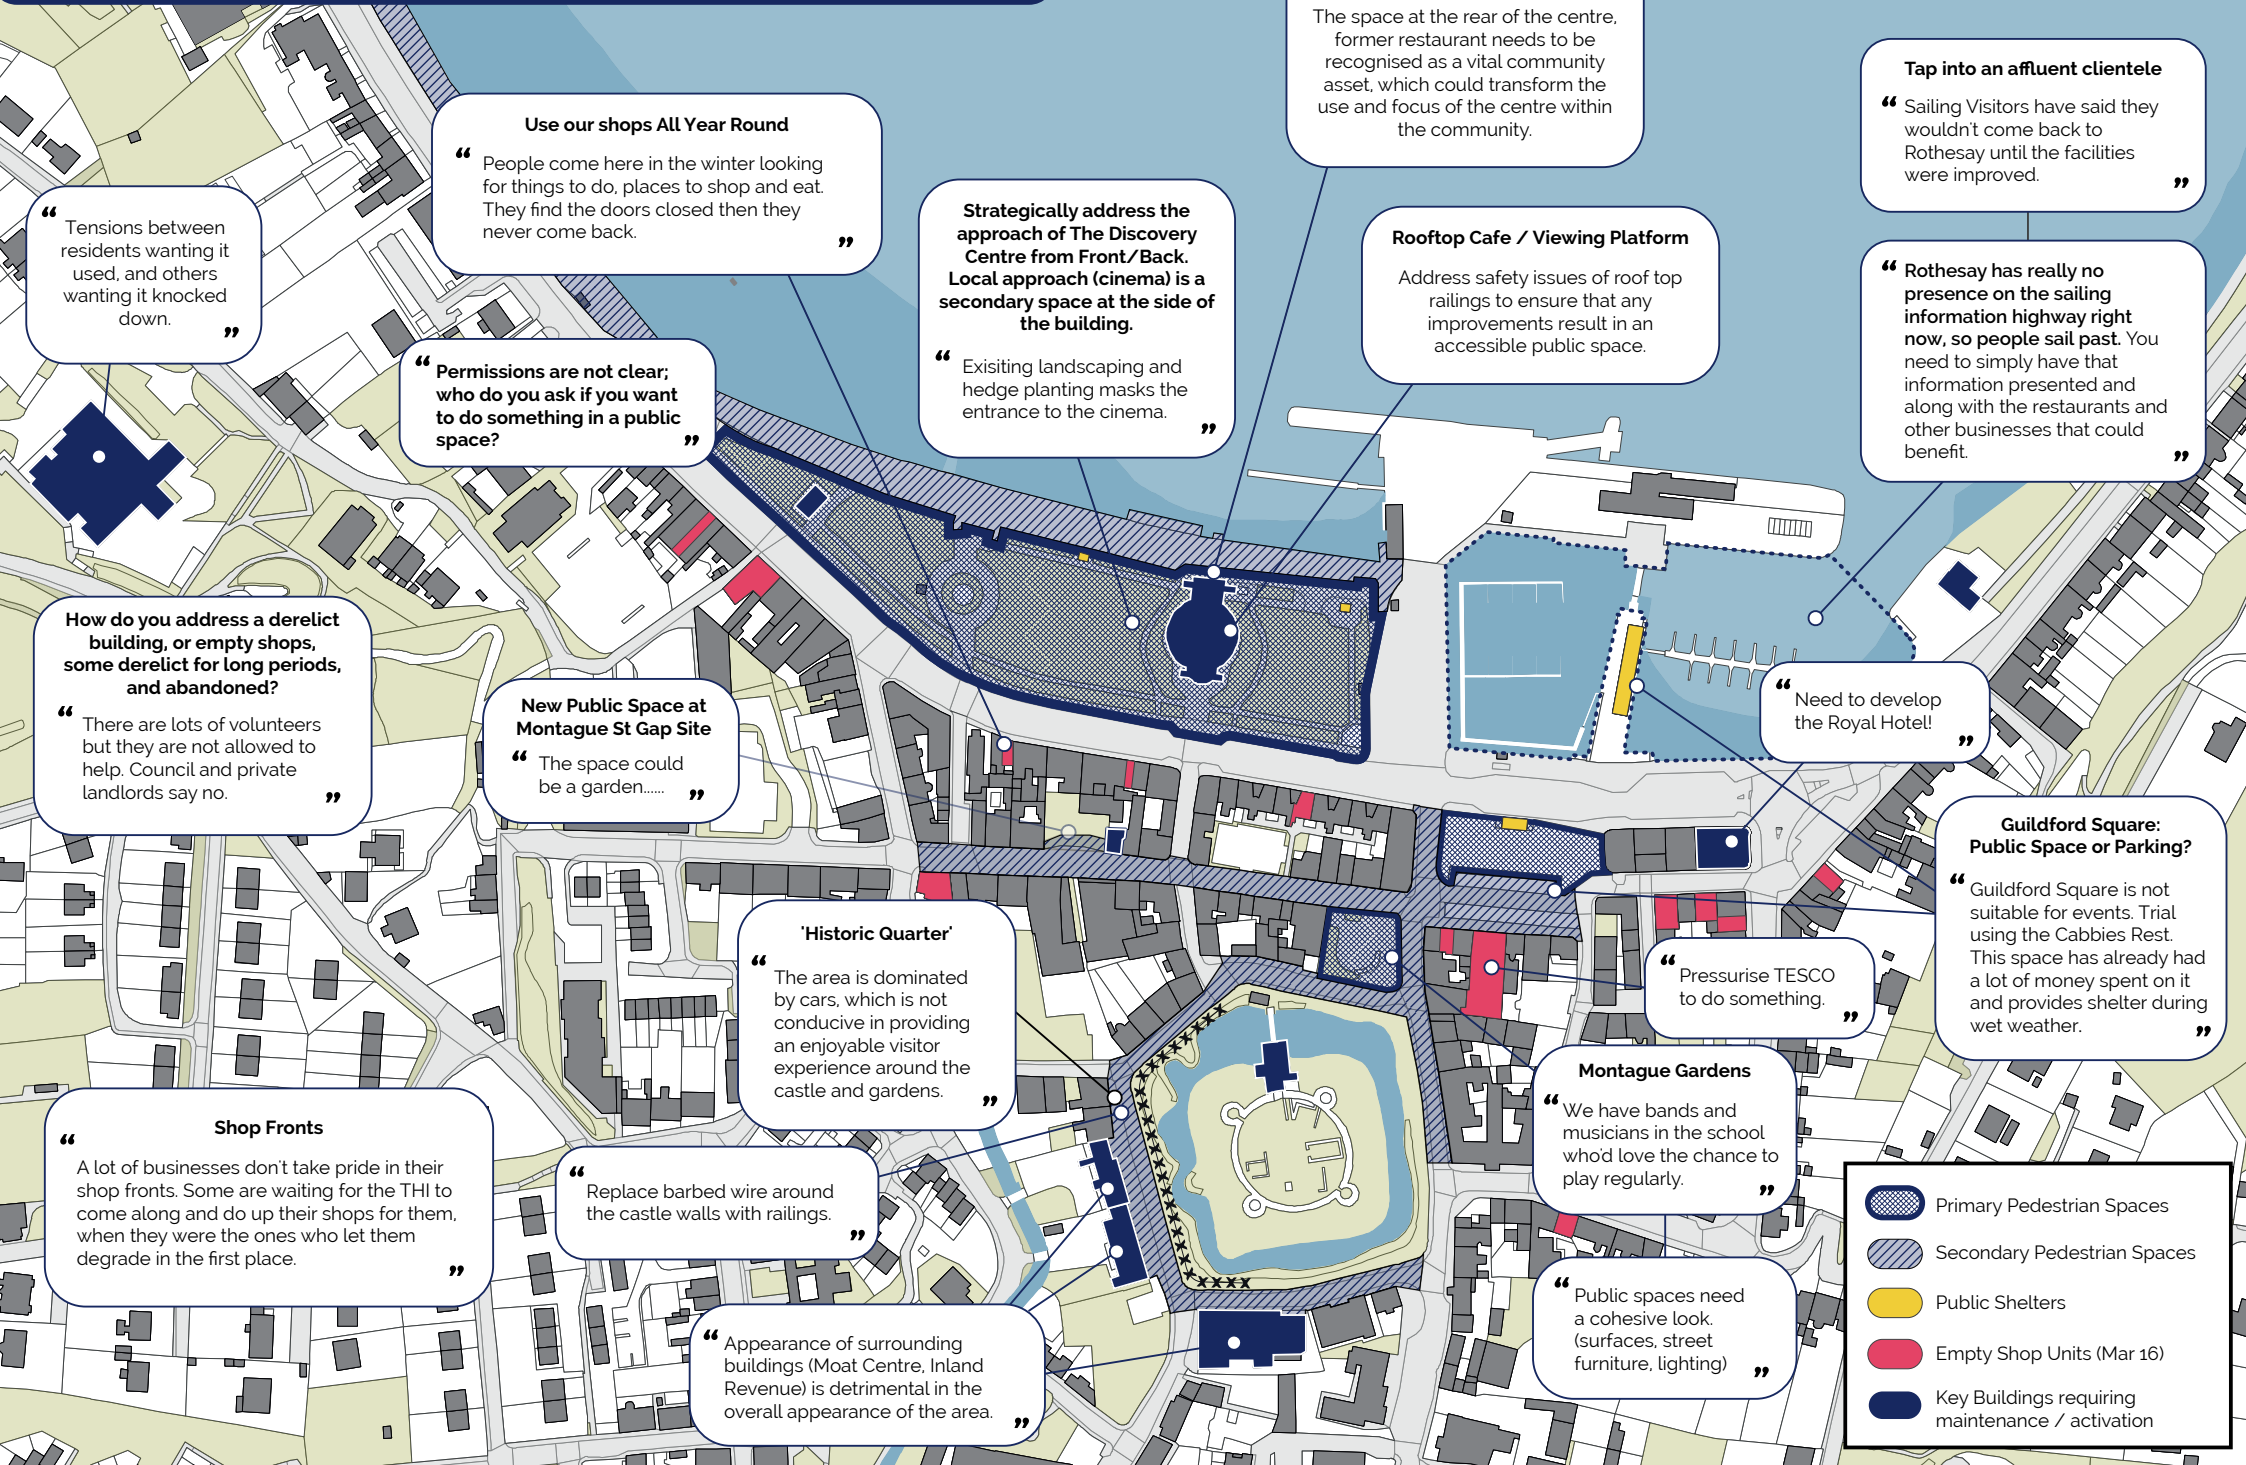 The space at the rear of the centre,
former restaurant needs to be
recognised as a vital community
asset, which could transform the
use and focus of the centre within
the community.
Tap into an affluent clientele
“ Sailing Visitors have said they
wouldn't come back to
Rothesay until the facilities
were improved. ”
Use our shops All Year Round
“ People come here in the winter looking
for things to do, places to shop and eat.
They find the doors closed then they
never come back. ”
“ Tensions between
residents wanting it
used, and others
wanting it knocked
down. ”
Strategically address the
approach of The Discovery
Centre from Front/Back.
Local approach (cinema) is a
secondary space at the side of
the building.
“ Exisiting landscaping and
hedge planting masks the
entrance to the cinema. ”
Rooftop Cafe / Viewing Platform
Address safety issues of roof top
railings to ensure that any
improvements result in an
accessible public space.
“ Rothesay has really no
presence on the sailing
information highway right
now, so people sail past. You
need to simply have that
information presented and
along with the restaurants and
other businesses that could
benefit. ”
“ Permissions are not clear;
who do you ask if you want
to do something in a public
space? ”
How do you address a derelict
building, or empty shops,
some derelict for long periods,
and abandoned?
“ There are lots of volunteers
but they are not allowed to
help. Council and private
landlords say no. ”
New Public Space at
Montague St Gap Site
“ The space could
be a garden...... ”
“ Need to develop
the Royal Hotel! ”
Guildford Square:
Public Space or Parking?
“ Guildford Square is not
suitable for events. Trial
using the Cabbies Rest.
This space has already had
a lot of money spent on it
and provides shelter during
wet weather. ”
'Historic Quarter'
“ The area is dominated
by cars, which is not
conducive in providing
an enjoyable visitor
experience around the
castle and gardens. ”
“ Pressurise TESCO
to do something. ”
Montague Gardens
“ We have bands and
musicians in the school
who'd love the chance to
play regularly. ”
Shop Fronts
“ A lot of businesses don't take pride in their
shop fronts. Some are waiting for the THI to
come along and do up their shops for them,
when they were the ones who let them
degrade in the first place. ”
“ Replace barbed wire around
the castle walls with railings. ”
“ Public spaces need
a cohesive look.
(surfaces, street
furniture, lighting) ”
“ Appearance of surrounding
buildings (Moat Centre, Inland
Revenue) is detrimental in the
overall appearance of the area. ”
Primary Pedestrian Spaces
Secondary Pedestrian Spaces
Public Shelters
Empty Shop Units (Mar 16)
Key Buildings requiring
maintenance / activation